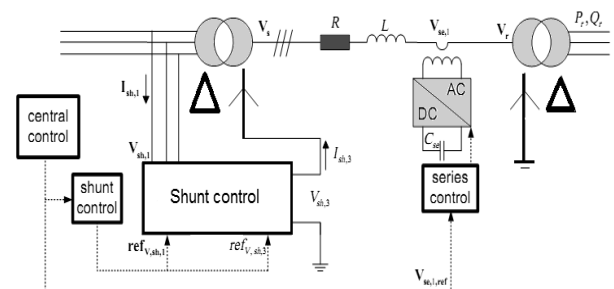 V_s
R
L
V_se,1
V_r
P_r, Q_r
I_sh,1
Δ
Δ
AC
DC
C_se
central control
V_sh,1
I_sh,3
shunt control
Shunt control
V_sh,3
series control
ref_V,sh,1
ref_V,sh,3
V_se,1,ref